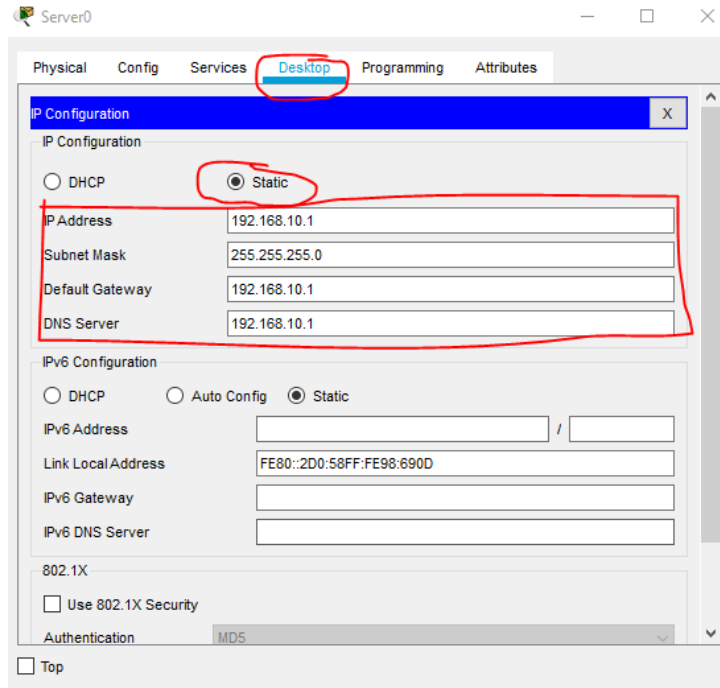 Server0
Physical Config Services Desktop Programming Attributes
IP Configuration X
IP Configuration
DHCP Static
IP Address 192.168.10.1
Subnet Mask 255.255.255.0
Default Gateway 192.168.10.1
DNS Server 192.168.10.1
IPv6 Configuration
DHCP Auto Config Static
IPv6 Address /
Link Local Address FE80::2D0:58FF:FE98:690D
IPv6 Gateway
IPv6 DNS Server
802.1X
Use 802.1X Security
Authentication MD5
Top